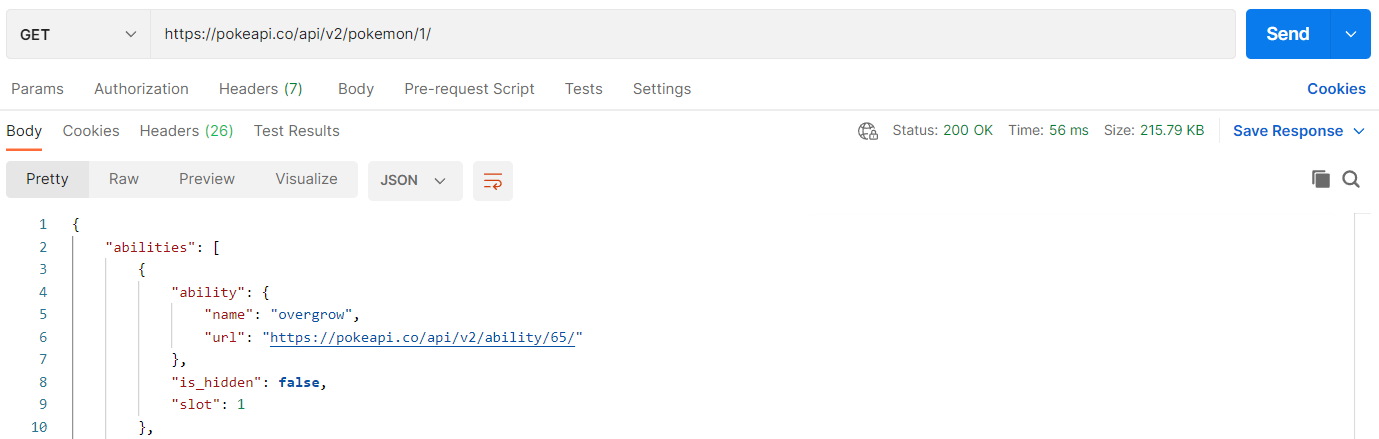 GET https://pokeapi.co/api/v2/pokemon/1/ Send
Params Authorization Headers (7) Body Pre-request Script Tests Settings Cookies
Body Cookies Headers (26) Test Results Status: 200 OK Time: 56 ms Size: 215.79 KB Save Response
Pretty Raw Preview Visualize JSON
1 {
2 "abilities": [
3 {
4 "ability": {
5 "name": "overgrow",
6 "url": "https://pokeapi.co/api/v2/ability/65/"
7 },
8 "is_hidden": false,
9 "slot": 1
10 },